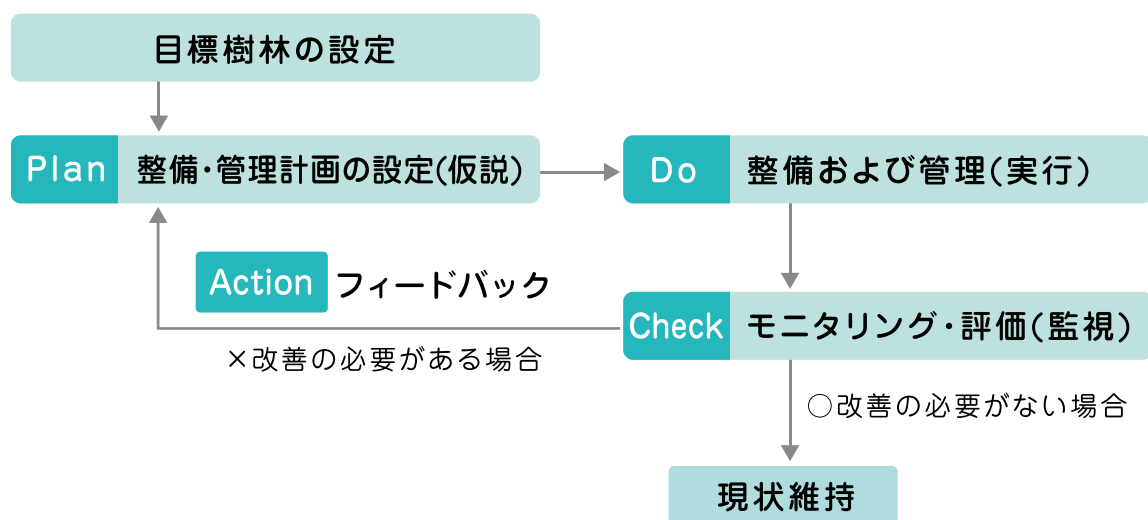 目標樹林の設定
Plan 整備・管理計画の設定(仮説)
Do 整備および管理(実行)
Action フィードバック
Check モニタリング・評価(監視)
×改善の必要がある場合
○改善の必要がない場合
現状維持